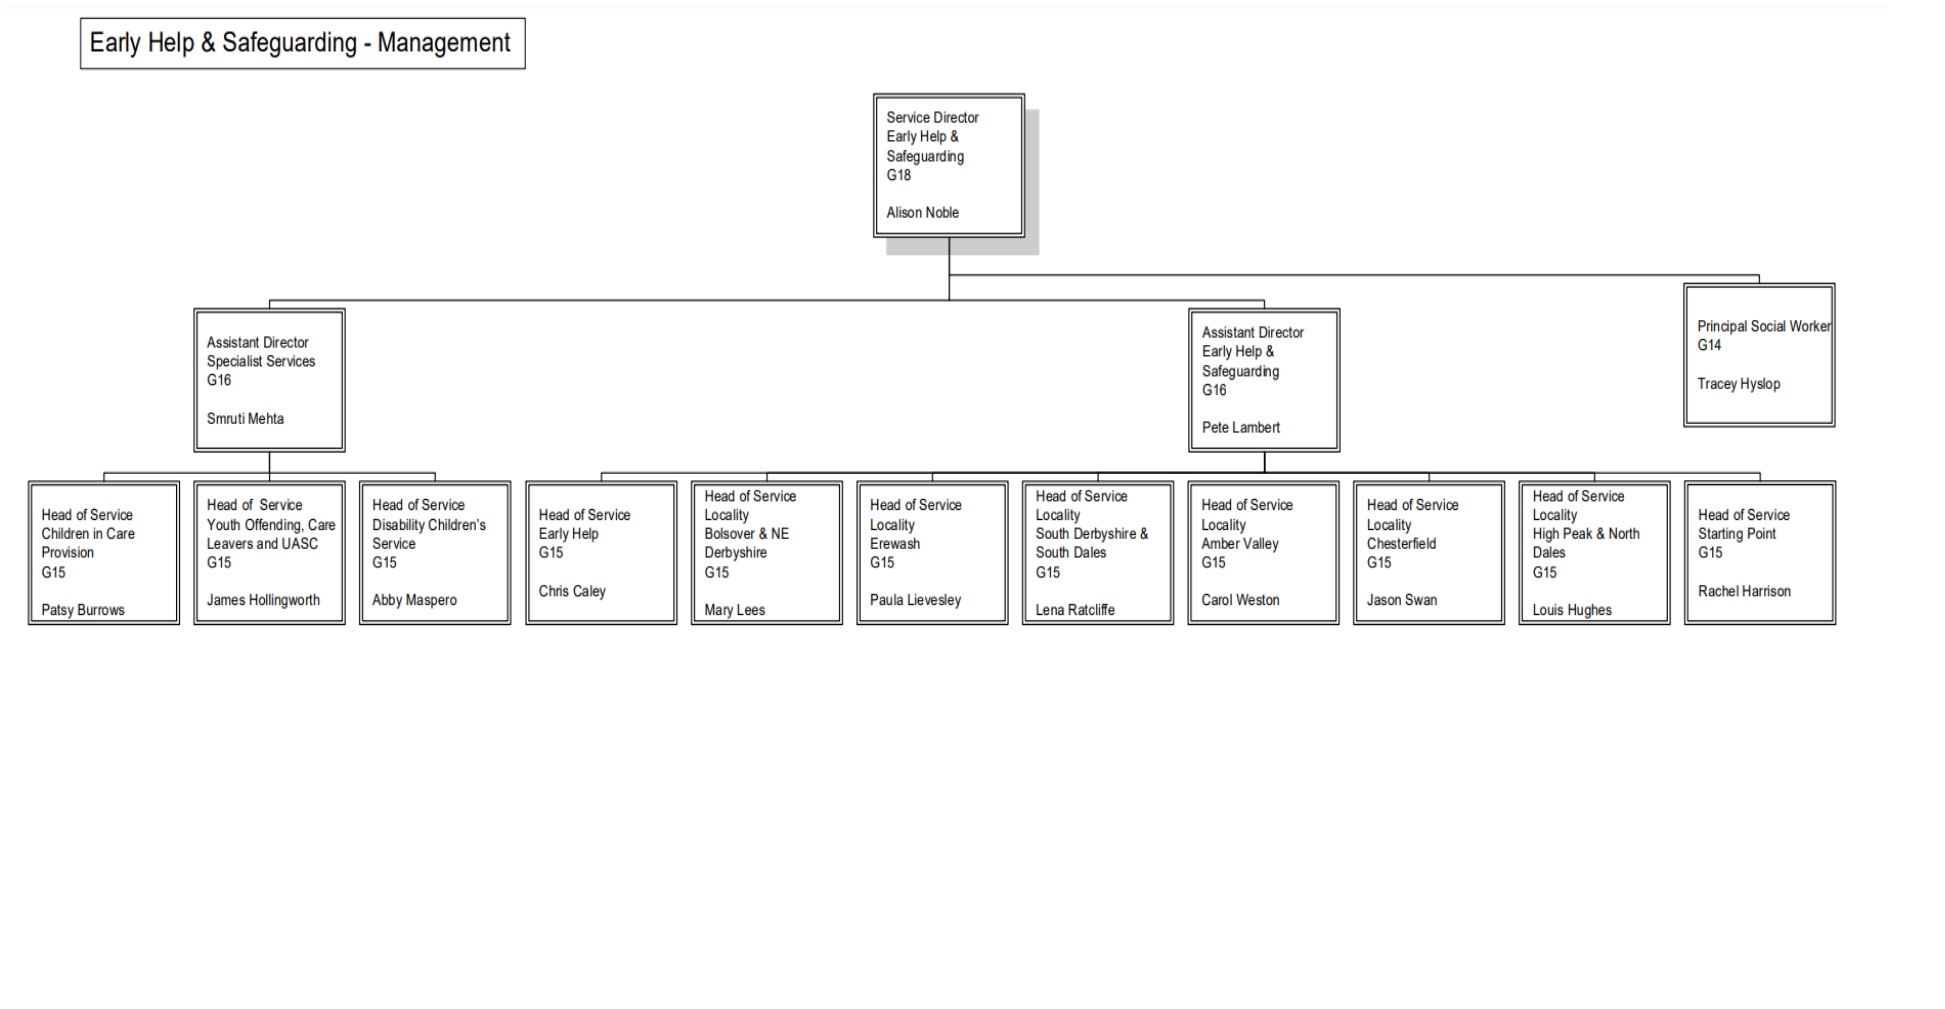 Early Help & Safeguarding - Management
Service Director
Early Help &
Safeguarding
G18
Alison Noble
Assistant Director
Specialist Services
G16
Smruti Mehta
Assistant Director
Early Help &
Safeguarding
G16
Pete Lambert
Principal Social Worker
G14
Tracey Hyslop
Head of Service
Children in Care
Provision
G15
Patsy Burrows
Head of  Service
Youth Offending, Care
Leavers and UASC
G15
James Hollingworth
Head of Service
Disability Children's
Service
G15
Abby Maspero
Head of Service
Early Help
G15
Chris Caley
Head of Service
Locality
Bolsover & NE
Derbyshire
G15
Mary Lees
Head of Service
Locality
Erewash
G15
Paula Lievesley
Head of Service
Locality
South Derbyshire &
South Dales
G15
Lena Ratcliffe
Head of Service
Locality
Amber Valley
G15
Carol Weston
Head of Service
Locality
Chesterfield
G15
Jason Swan
Head of Service
Locality
High Peak & North
Dales
G15
Louis Hughes
Head of Service
Starting Point
G15
Rachel Harrison